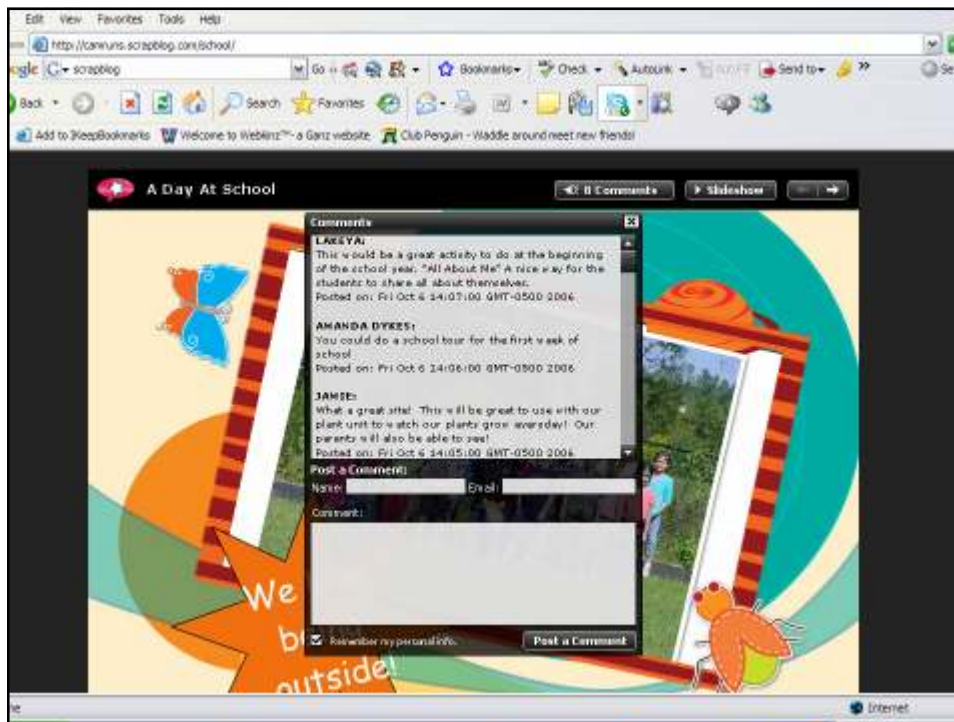 Edit View Favorites Tools Help
http://carvruns.scrapblog.com/school/
ogle G scrapblog Go Bookmarks Check AutoLink AutoFill Send to
Back Search Favorites
Add to IKeepBookmarks Welcome to Webkinz™ - a Ganz website Club Penguin - Waddle around meet new friends!
A Day At School 8 Comments Slideshow
Comments
LAKEYA:
This would be a great activity to do at the beginning
of the school year. "All About Me" A nice way for the
students to share all about themselves.
Posted on: Fri Oct 6 14:07:00 GMT-0500 2006
AMANDA DYKES:
You could do a school tour for the first week of
school
Posted on: Fri Oct 6 14:06:00 GMT-0500 2006
JAMIE:
What a great site! This will be great to use with our
plant unit to watch our plants grow everyday! Our
parents will also be able to see!
Posted on: Fri Oct 6 14:05:00 GMT-0500 2006
Post a Comment:
Name: Email:
Comment:
Remember my personal info. Post a Comment
We
be
outside!
Internet